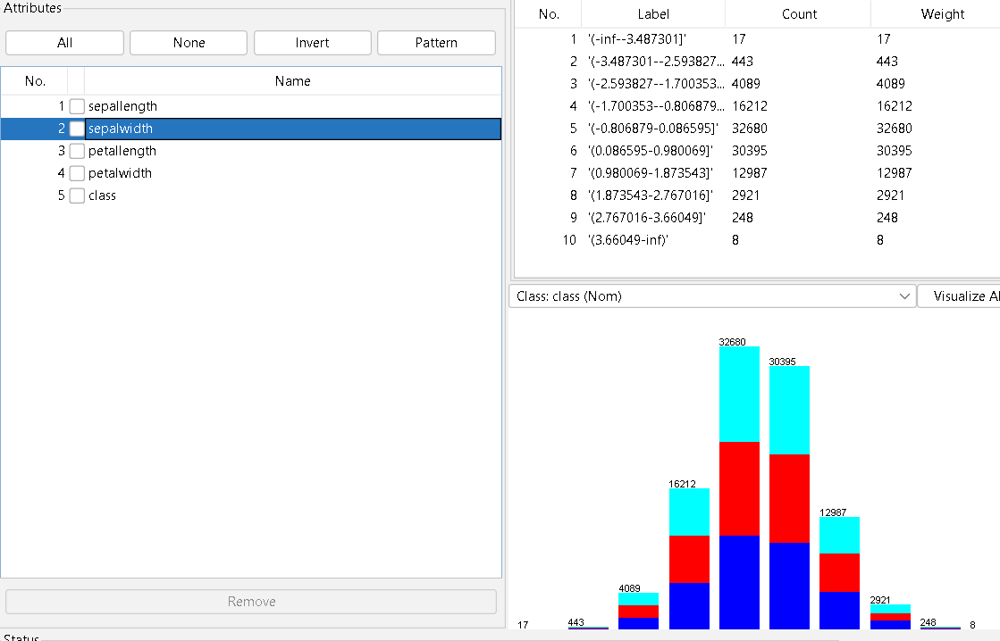 Attributes
All None Invert Pattern
No. Name
1 sepallength
2 sepalwidth
3 petallength
4 petalwidth
5 class
Remove
Status
No. Label Count Weight
1 '(-inf--3.487301]' 17 17
2 '(-3.487301--2.593827... 443 443
3 '(-2.593827--1.700353... 4089 4089
4 '(-1.700353--0.806879... 16212 16212
5 '(-0.806879-0.086595]' 32680 32680
6 '(0.086595-0.980069]' 30395 30395
7 '(0.980069-1.873543]' 12987 12987
8 '(1.873543-2.767016]' 2921 2921
9 '(2.767016-3.66049]' 248 248
10 '(3.66049-inf)' 8 8
Class: class (Nom) Visualize Al
32680
30395
16212
12987
4089
2921
17 443 248 8